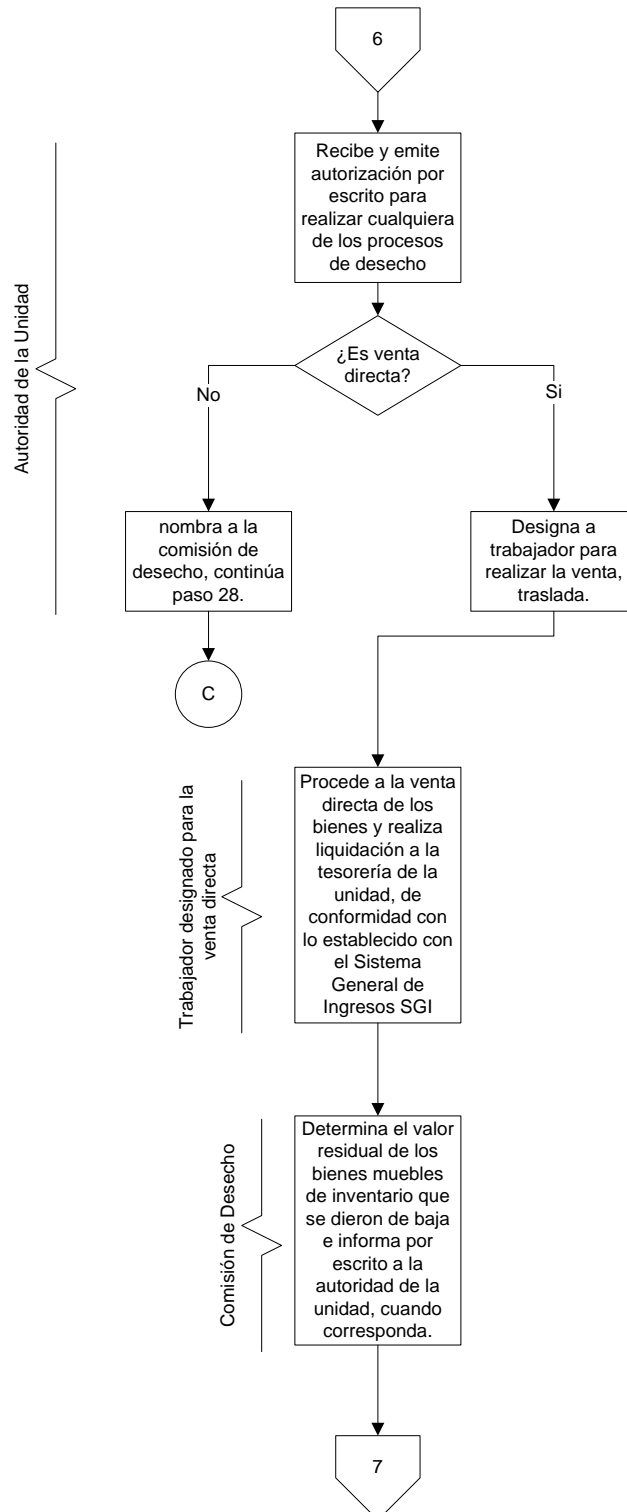 6
Autoridad de la Unidad
Recibe y emite
autorización por
escrito para
realizar cualquiera
de los procesos
de desecho
¿Es venta
directa?
No
Si
nombra a la
comisión de
desecho, continúa
paso 28.
Designa a
trabajador para
realizar la venta,
traslada.
C
Trabajador designado para la
venta directa
Procede a la venta
directa de los
bienes y realiza
liquidación a la
tesorería de la
unidad, de
conformidad con
lo establecido con
el Sistema
General de
Ingresos SGI
Comisión de Desecho
Determina el valor
residual de los
bienes muebles
de inventario que
se dieron de baja
e informa por
escrito a la
autoridad de la
unidad, cuando
corresponda.
7